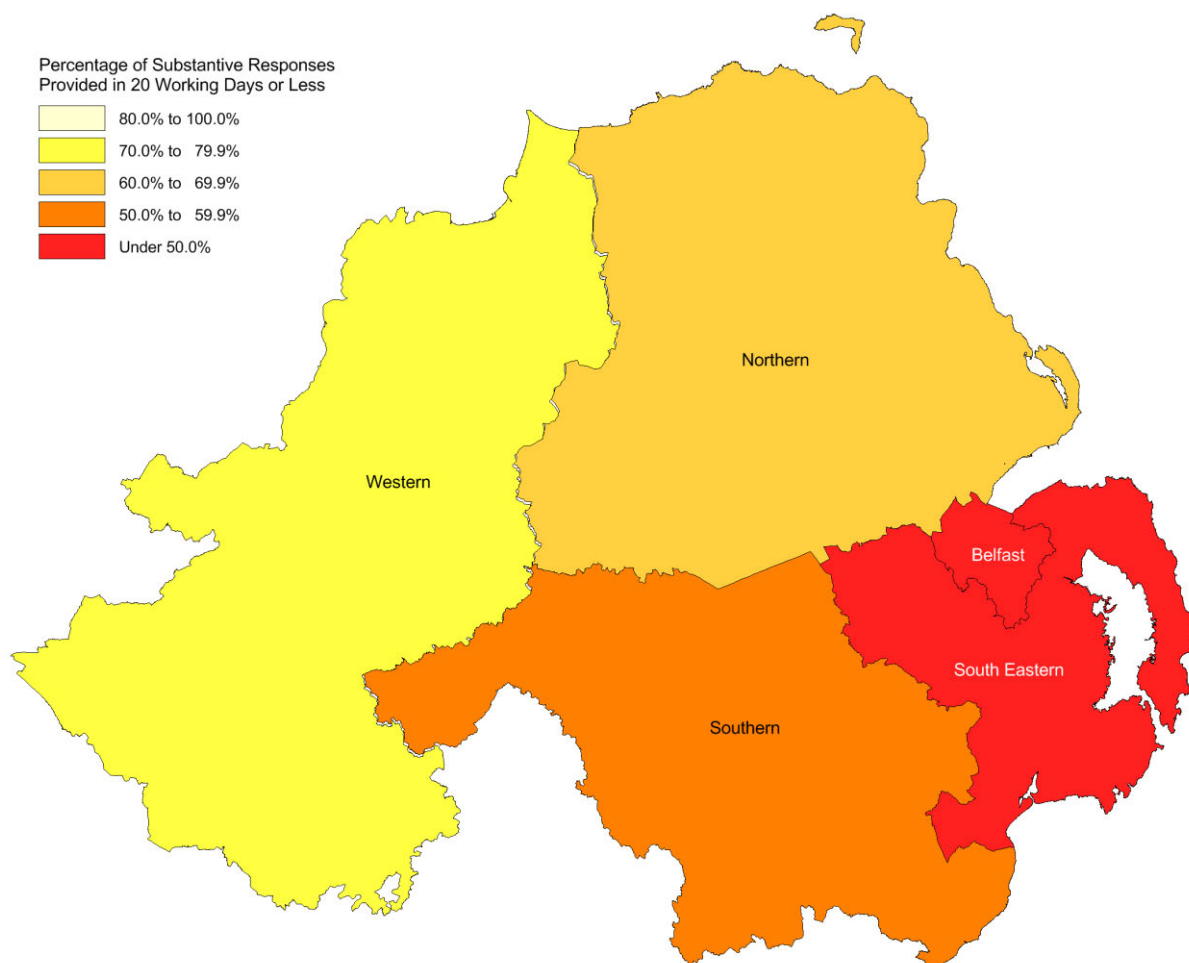 Percentage of Substantive Responses
Provided in 20 Working Days or Less
80.0% to 100.0%
70.0% to 79.9%
60.0% to 69.9%
50.0% to 59.9%
Under 50.0%
Northern
Western
Belfast
South Eastern
Southern